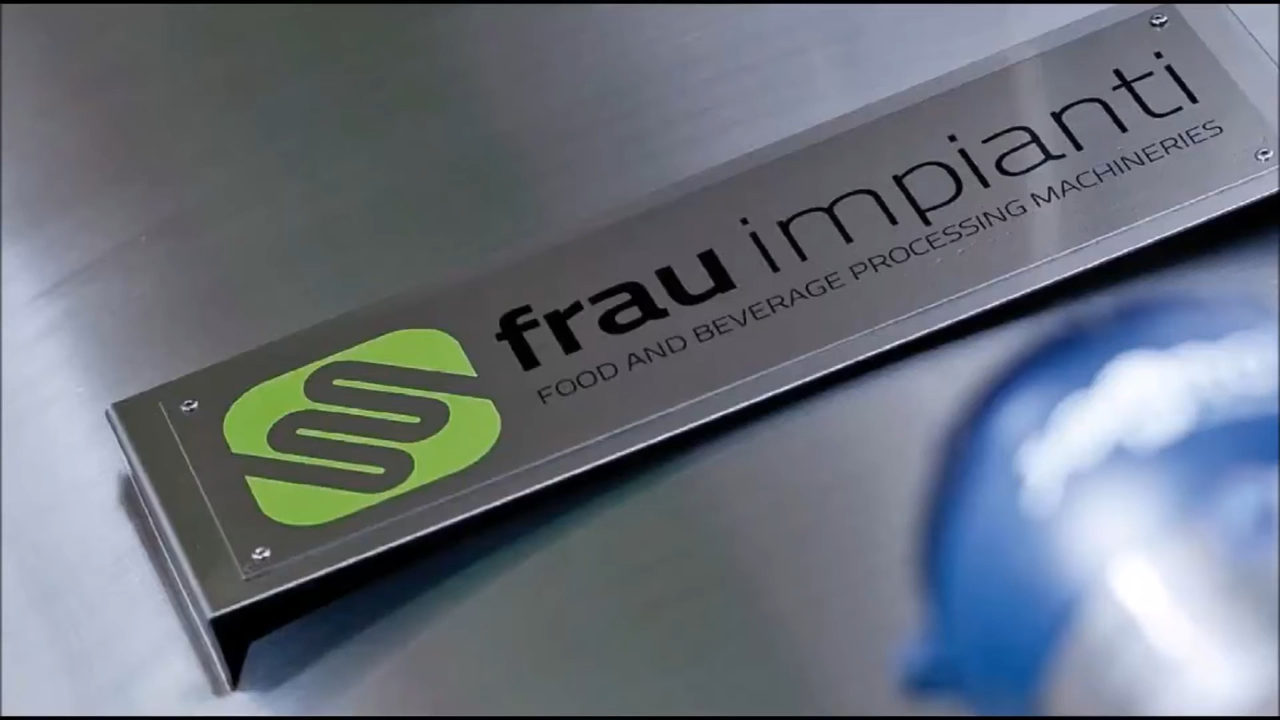 frau impianti
FOOD AND BEVERAGE PROCESSING MACHINERIES